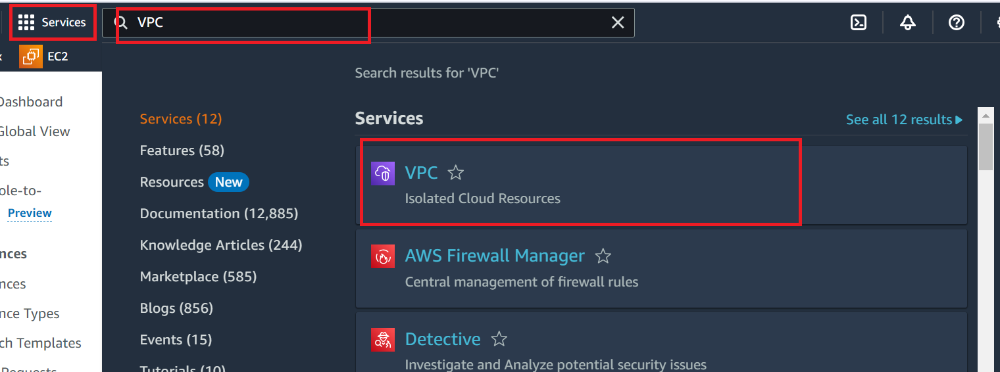 Services
VPC
EC2
Search results for 'VPC'
Dashboard
Global View
ts
ole-to-
Preview
nces
nces
nce Types
ch Templates
Requests
Services (12)
Features (58)
Resources New
Documentation (12,885)
Knowledge Articles (244)
Marketplace (585)
Blogs (856)
Events (15)
Tutorials (10)
Services
See all 12 results
VPC
Isolated Cloud Resources
AWS Firewall Manager
Central management of firewall rules
Detective
Investigate and Analyze potential security issues